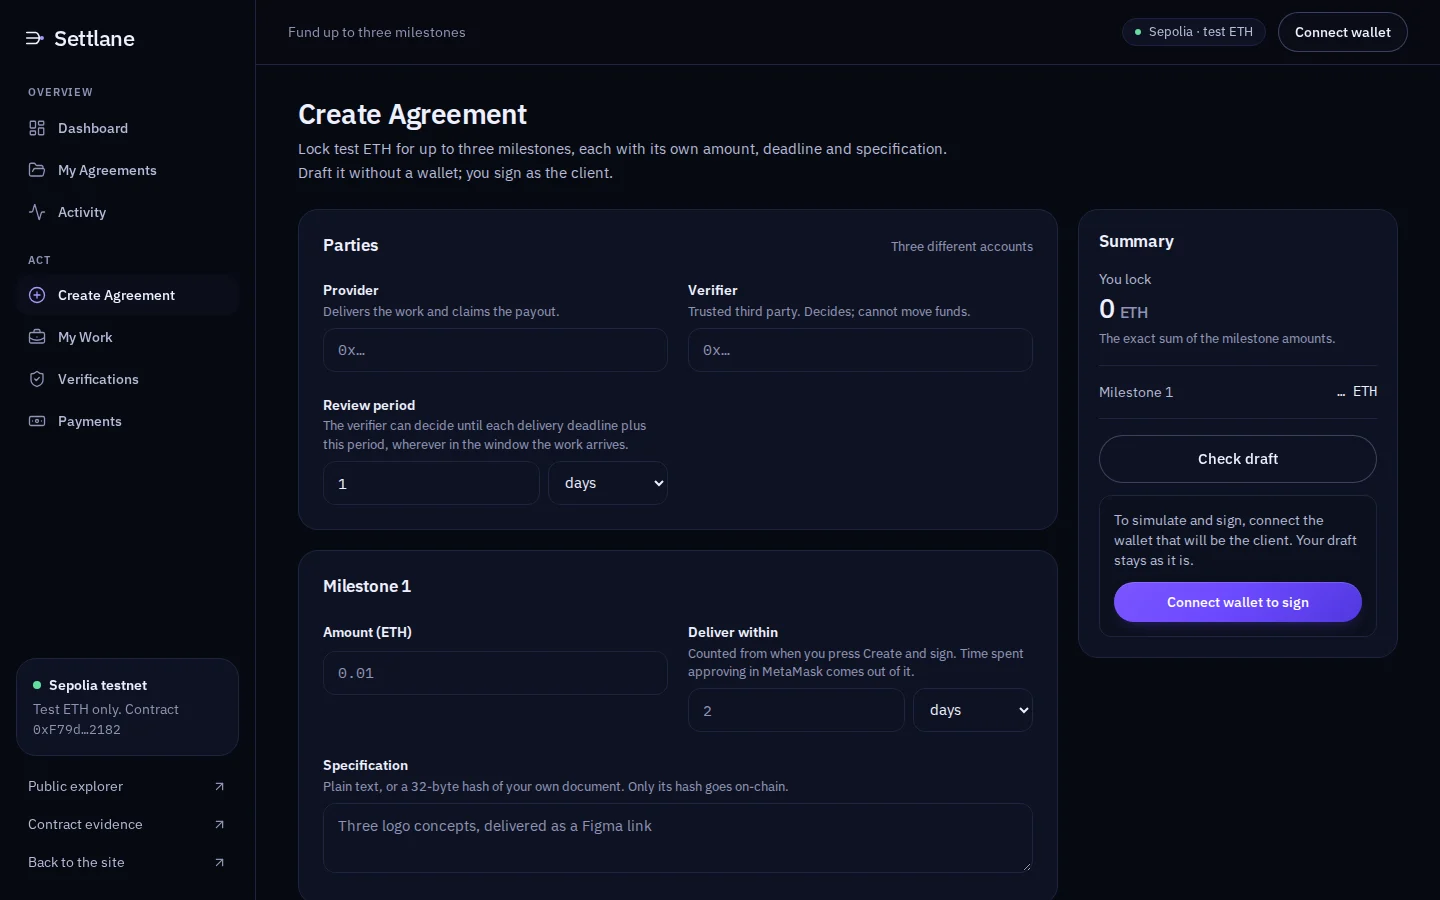 Settlane
OVERVIEW
Dashboard
My Agreements
Activity
ACT
Create Agreement
My Work
Verifications
Payments
Sepolia testnet
Test ETH only. Contract
0xF79d…2182
Public explorer
Contract evidence
Back to the site
Fund up to three milestones
Sepolia · test ETH
Connect wallet
Create Agreement
Lock test ETH for up to three milestones, each with its own amount, deadline and specification.
Draft it without a wallet; you sign as the client.
Parties
Three different accounts
Provider
Delivers the work and claims the payout.
0x…
Verifier
Trusted third party. Decides; cannot move funds.
0x…
Review period
The verifier can decide until each delivery deadline plus
this period, wherever in the window the work arrives.
1
days
Milestone 1
Amount (ETH)
0.01
Deliver within
Counted from when you press Create and sign. Time spent
approving in MetaMask comes out of it.
2
days
Specification
Plain text, or a 32-byte hash of your own document. Only its hash goes on-chain.
Three logo concepts, delivered as a Figma link
Summary
You lock
0 ETH
The exact sum of the milestone amounts.
Milestone 1
… ETH
Check draft
To simulate and sign, connect the
wallet that will be the client. Your draft
stays as it is.
Connect wallet to sign